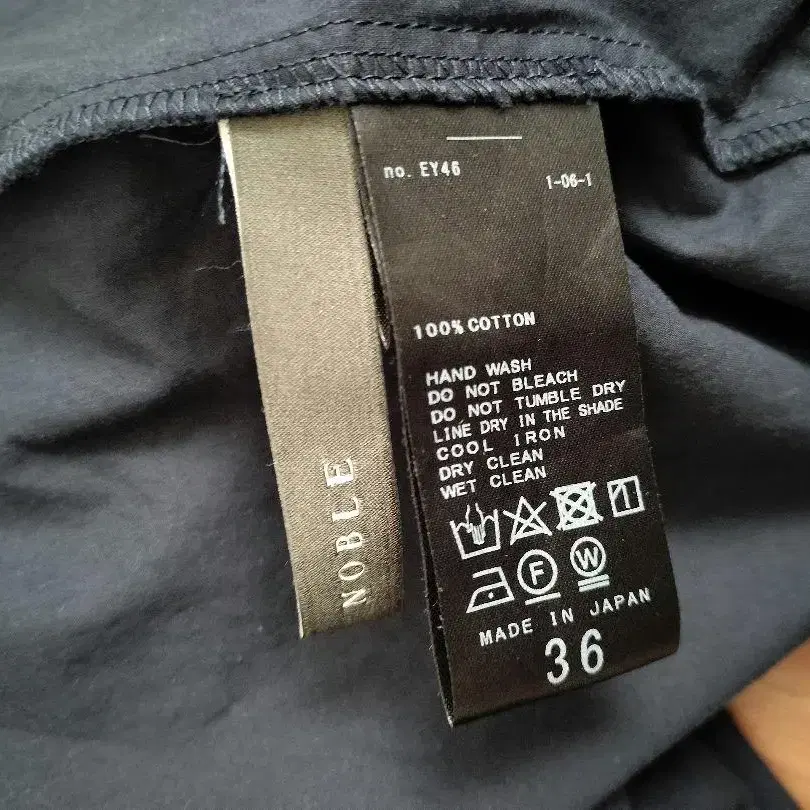 NOBLE
no. EY46
1-06-1
100% COTTON
HAND WASH
DO NOT BLEACH
DO NOT TUMBLE DRY
LINE DRY IN THE SHADE
COOL IRON
DRY CLEAN
WET CLEAN
F W
MADE IN JAPAN
36